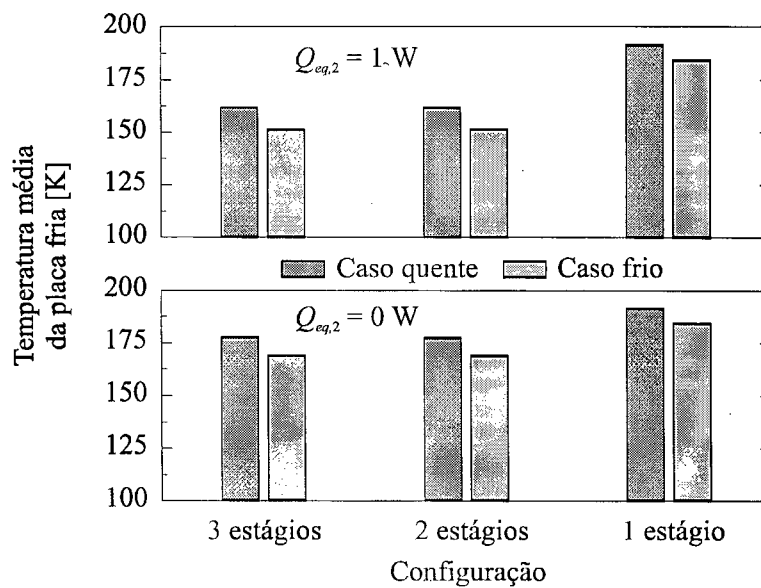 Temperatura média
da placa fria [K]
200
175
150
125
100
Q_eq,2 = 1 W
Caso quente
Caso frio
200
175
150
125
100
Q_eq,2 = 0 W
3 estágios
2 estágios
1 estágio
Configuração